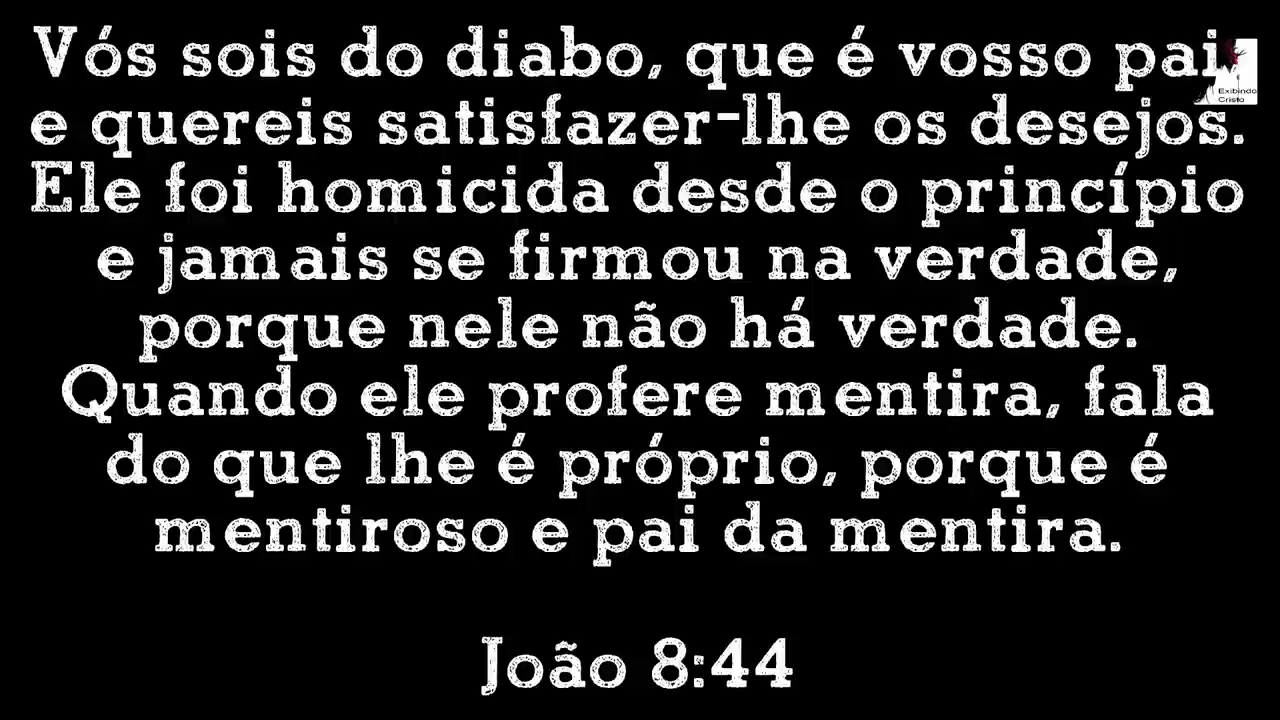 Vós sois do diabo, que é vosso pai
e quereis satisfazer-lhe os desejos.
Ele foi homicida desde o princípio
e jamais se firmou na verdade,
porque nele não há verdade.
Quando ele profere mentira, fala
do que lhe é próprio, porque é
mentiroso e pai da mentira.
João 8:44
Exibindo
Cristo